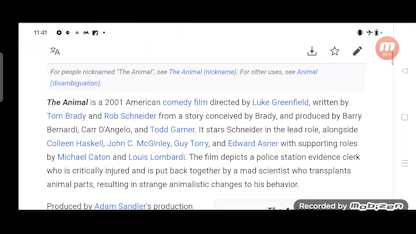 11:41
For people nicknamed "The Animal", see The Animal (nickname). For other uses, see Animal
(disambiguation).
The Animal is a 2001 American comedy film directed by Luke Greenfield, written by
Tom Brady and Rob Schneider from a story conceived by Brady, and produced by Barry
Bernardi, Carr D'Angelo, and Todd Garner. It stars Schneider in the lead role, alongside
Colleen Haskell, John C. McGinley, Guy Torry, and Edward Asner with supporting roles
by Michael Caton and Louis Lombardi. The film depicts a police station evidence clerk
who is critically injured and is put back together by a mad scientist who transplants
animal parts, resulting in strange animalistic changes to his behavior.
Produced by Adam Sandler's production
Recorded by mobizen